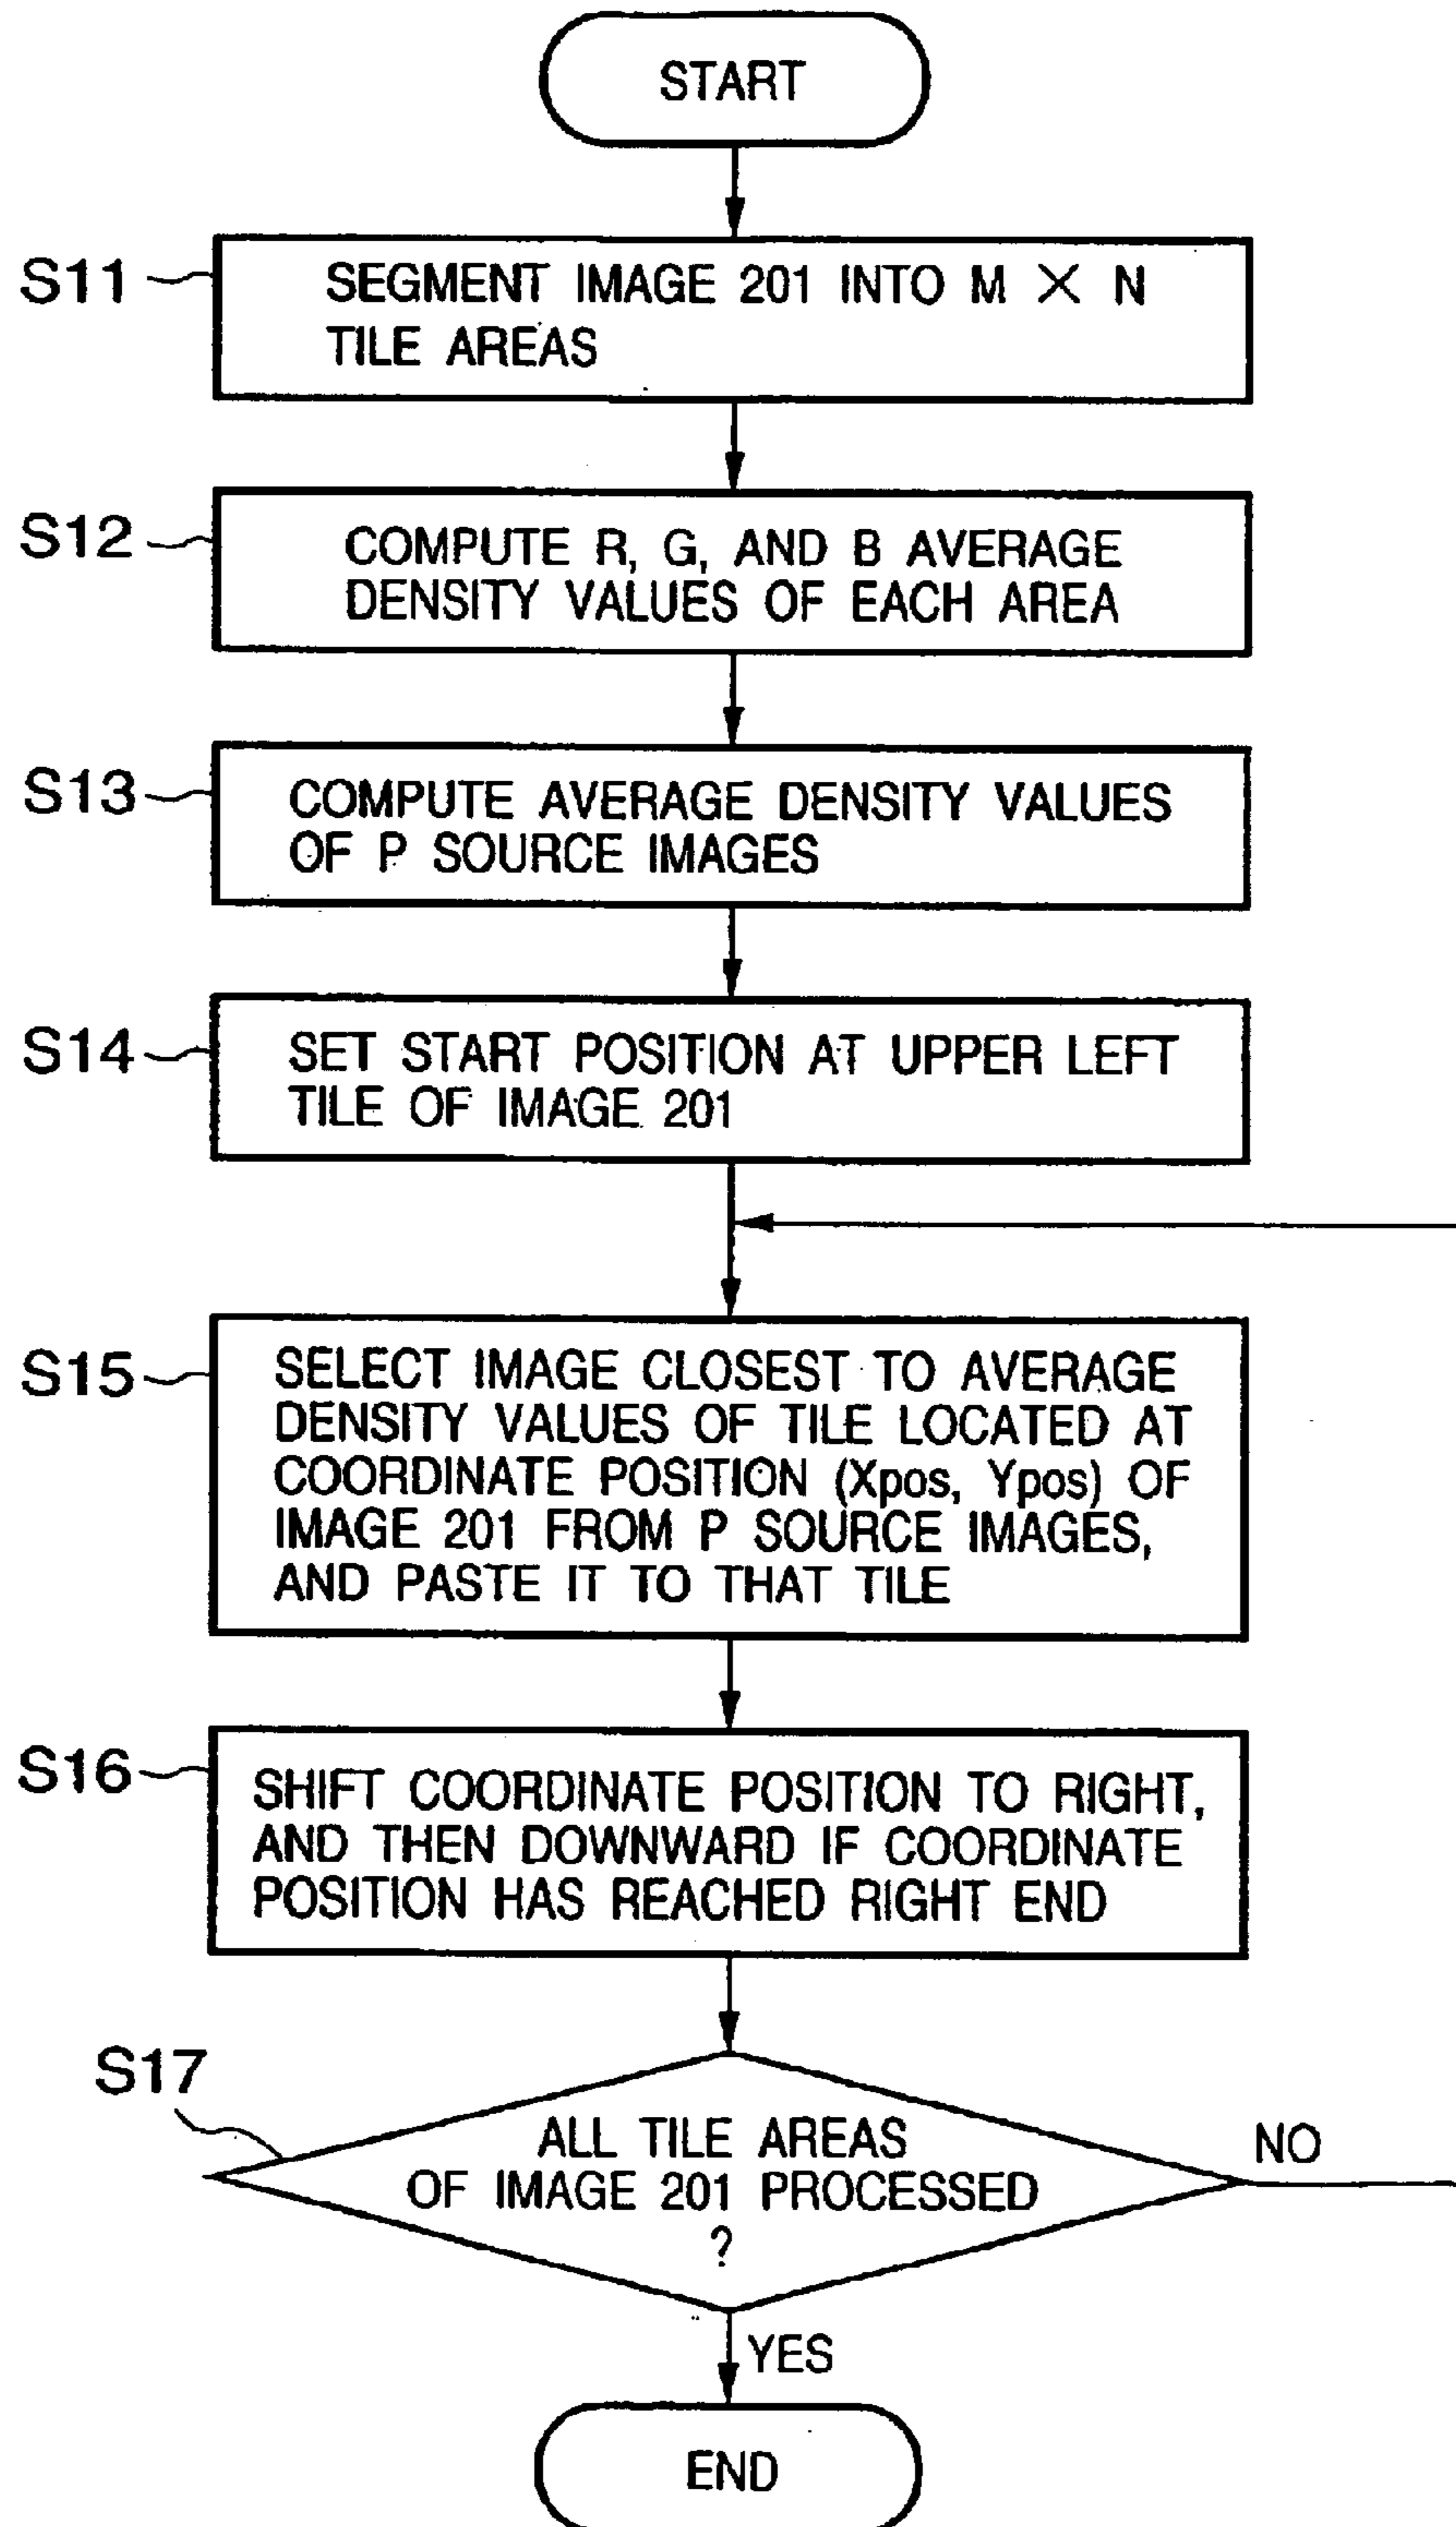 START
S11
SEGMENT IMAGE 201 INTO M × N
TILE AREAS
S12
COMPUTE R, G, AND B AVERAGE
DENSITY VALUES OF EACH AREA
S13
COMPUTE AVERAGE DENSITY VALUES
OF P SOURCE IMAGES
S14
SET START POSITION AT UPPER LEFT
TILE OF IMAGE 201
S15
SELECT IMAGE CLOSEST TO AVERAGE
DENSITY VALUES OF TILE LOCATED AT
COORDINATE POSITION (Xpos, Ypos) OF
IMAGE 201 FROM P SOURCE IMAGES,
AND PASTE IT TO THAT TILE
S16
SHIFT COORDINATE POSITION TO RIGHT,
AND THEN DOWNWARD IF COORDINATE
POSITION HAS REACHED RIGHT END
S17
ALL TILE AREAS
OF IMAGE 201 PROCESSED
?
NO
YES
END